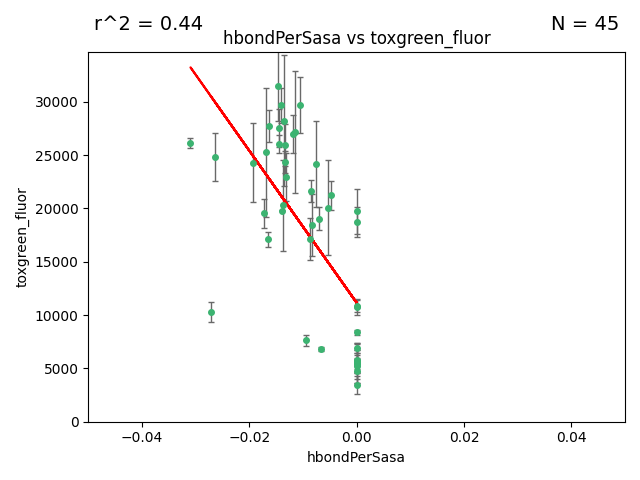 r^2 = 0.44
N = 45
hbondPerSasa vs toxgreen_fluor
30000
25000
20000
15000
10000
5000
0
toxgreen_fluor
−0.04
−0.02
0.00
0.02
0.04
hbondPerSasa